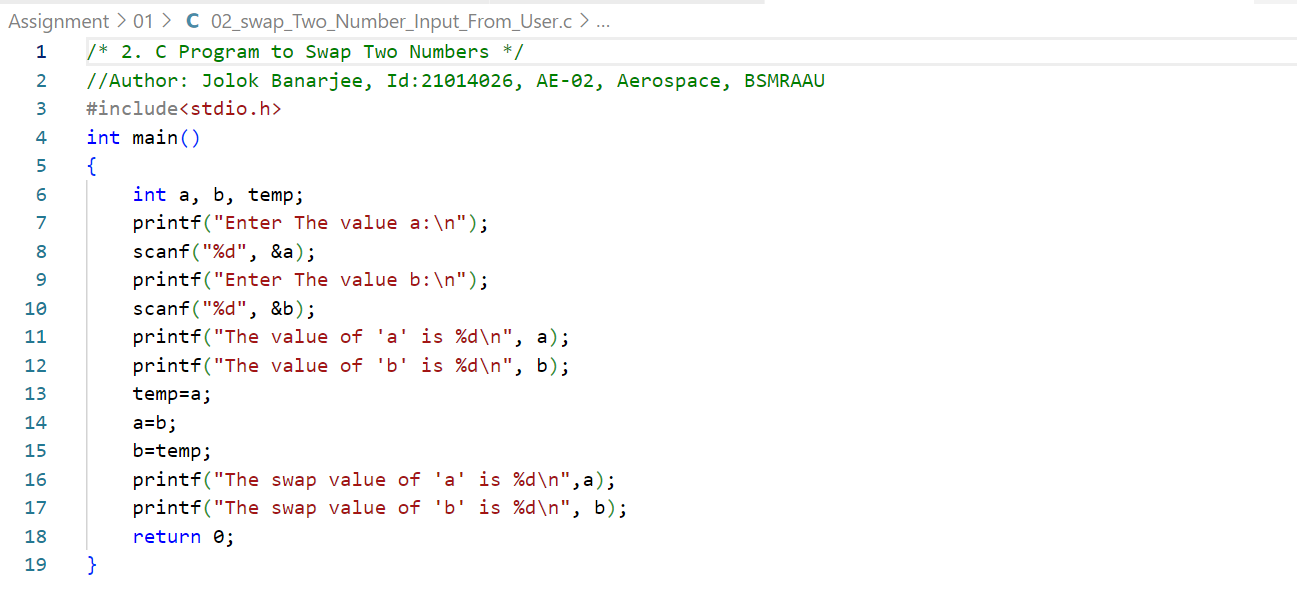 Assignment > 01 > C 02_swap_Two_Number_Input_From_User.c > ...
1 /* 2. C Program to Swap Two Numbers */
2 //Author: Jolok Banarjee, Id:21014026, AE-02, Aerospace, BSMRAAU
3 #include<stdio.h>
4 int main()
5 {
6     int a, b, temp;
7     printf("Enter The value a:\n");
8     scanf("%d", &a);
9     printf("Enter The value b:\n");
10     scanf("%d", &b);
11     printf("The value of 'a' is %d\n", a);
12     printf("The value of 'b' is %d\n", b);
13     temp=a;
14     a=b;
15     b=temp;
16     printf("The swap value of 'a' is %d\n",a);
17     printf("The swap value of 'b' is %d\n", b);
18     return 0;
19 }